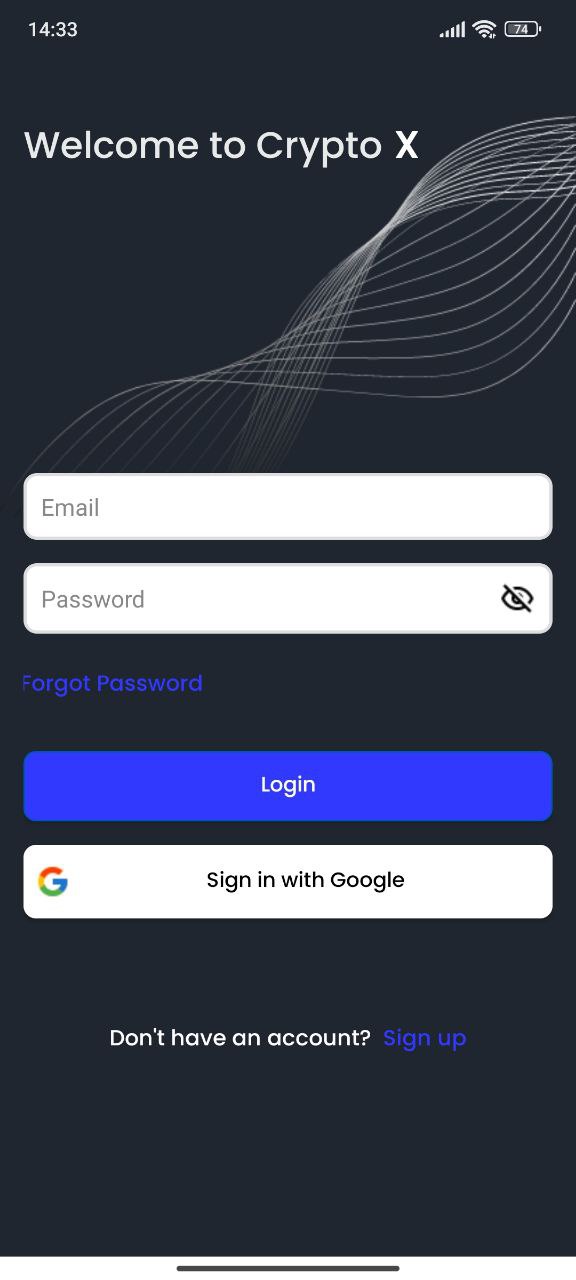 14:33
74
Welcome to Crypto X
Email
Password
Forgot Password
Login
Sign in with Google
Don't have an account? Sign up